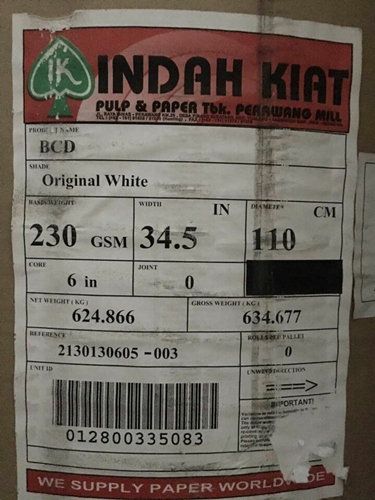 IK INDAH KIAT
PULP & PAPER Tbk. PERAWANG MILL
PRODUCT NAME
BCD
SHADE
Original White
BASIS WEIGHT
230 GSM
WIDTH
IN
34.5
DIAMETER
CM
110
CORE
6 in
JOINT
0
NET WEIGHT ( KG )
624.866
GROSS WEIGHT ( KG )
634.677
REFERENCE
2130130605 -003
ROLLS PER PALLET
0
UNIT ID
012800335083
UNWIND DIRECTION
====>
IMPORTANT!
WE SUPPLY PAPER WORLDWIDE